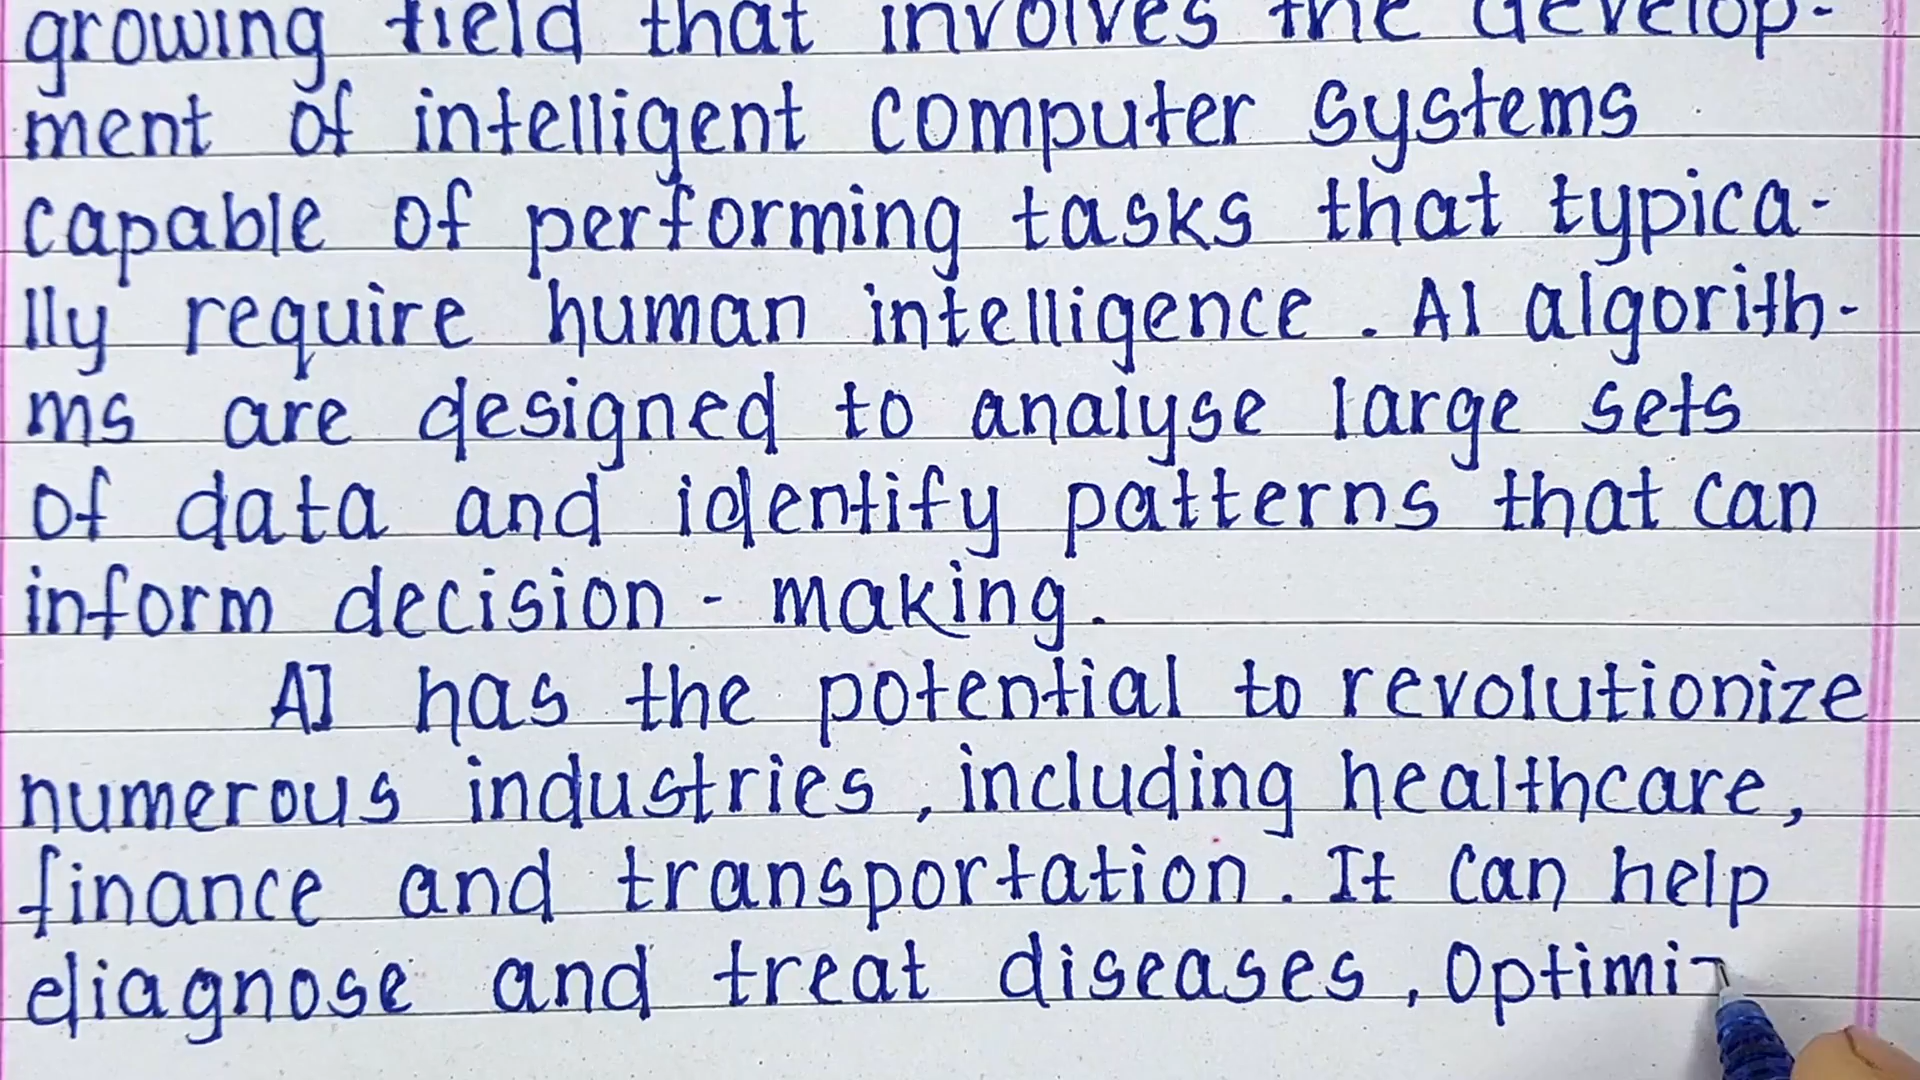 growing field that involves the develop-
ment of intelligent computer systems
capable of performing tasks that typica-
lly require human intelligence. AI algorith-
ms are designed to analyse large sets
of data and identify patterns that can
inform decision - making.
AI has the potential to revolutionize
numerous industries, including healthcare,
finance and transportation. It can help
diagnose and treat diseases, Optimi